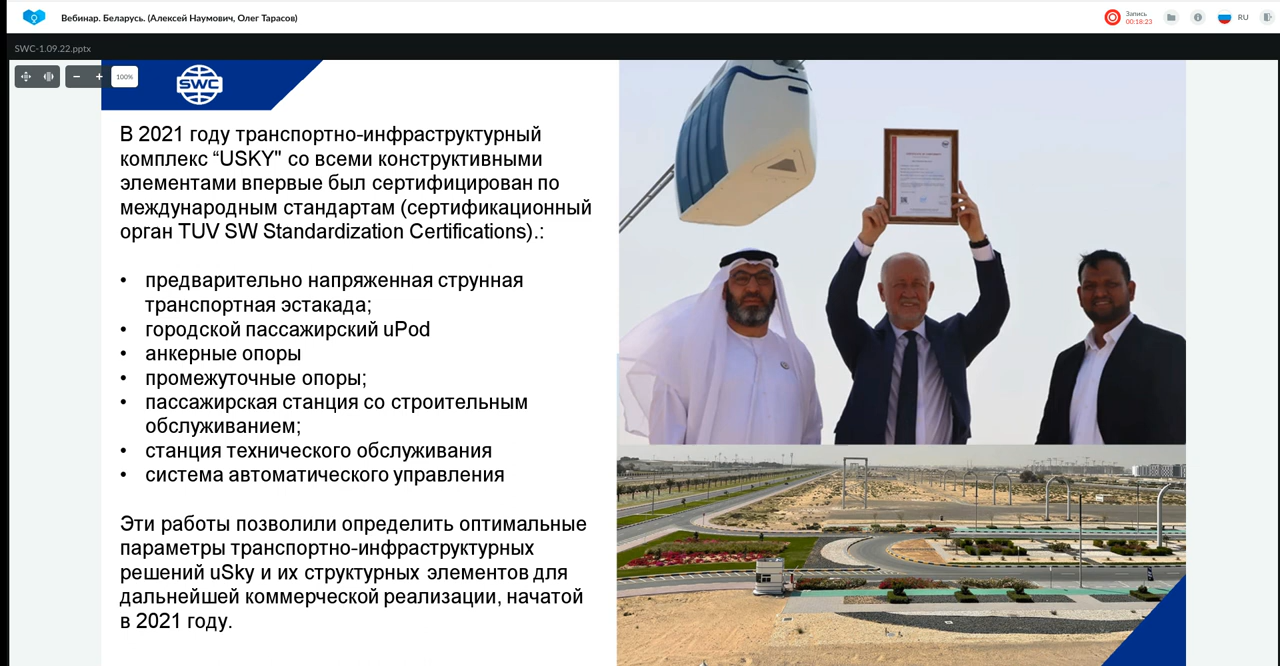 Вебинар. Беларусь. (Алексей Наумович, Олег Тарасов)
Запись
00:18:23
RU
SWC-1.09.22.pptx
100%
SWC
В 2021 году транспортно-инфраструктурный
комплекс “USKY" со всеми конструктивными
элементами впервые был сертифицирован по
международным стандартам (сертификационный
орган TUV SW Standardization Certifications).:
• предварительно напряженная струнная
транспортная эстакада;
• городской пассажирский uPod
• анкерные опоры
• промежуточные опоры;
• пассажирская станция со строительным
обслуживанием;
• станция технического обслуживания
• система автоматического управления
Эти работы позволили определить оптимальные
параметры транспортно-инфраструктурных
решений uSky и их структурных элементов для
дальнейшей коммерческой реализации, начатой
в 2021 году.